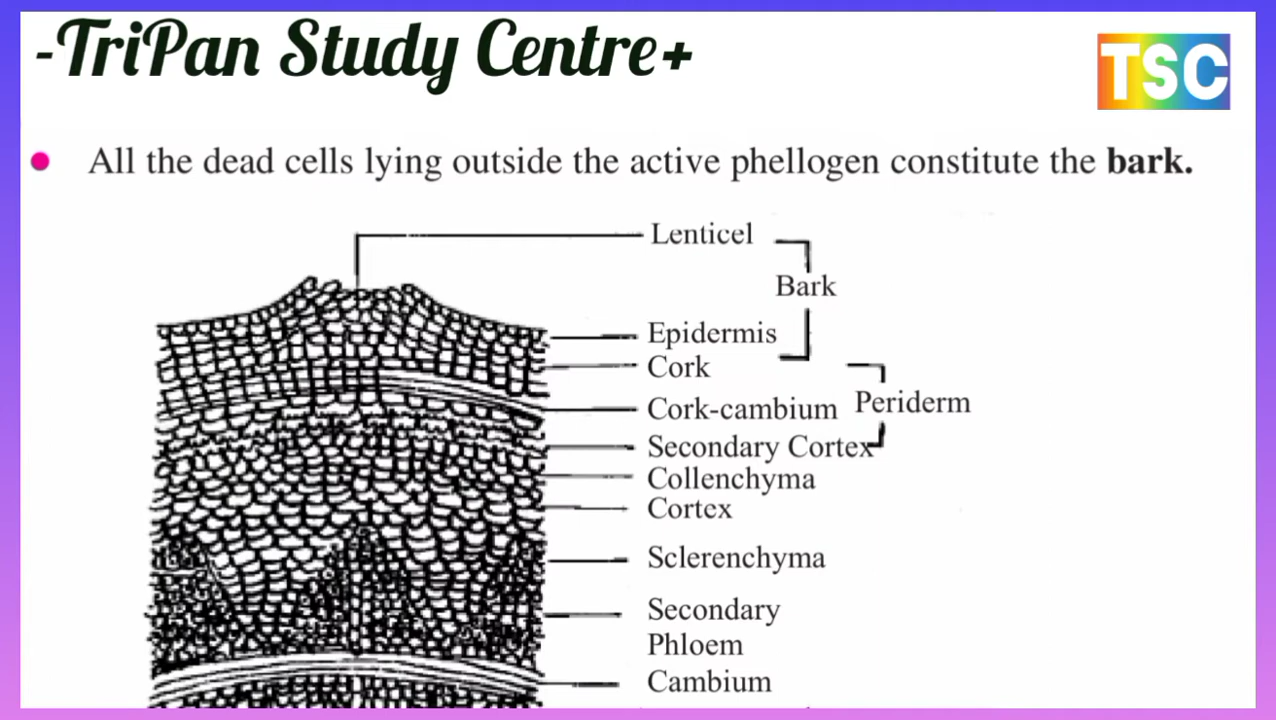 -TriPan Study Centre+
TSC
All the dead cells lying outside the active phellogen constitute the bark.
Lenticel
Bark
Epidermis
Cork
Cork-cambium
Periderm
Secondary Cortex
Collenchyma
Cortex
Sclerenchyma
Secondary
Phloem
Cambium